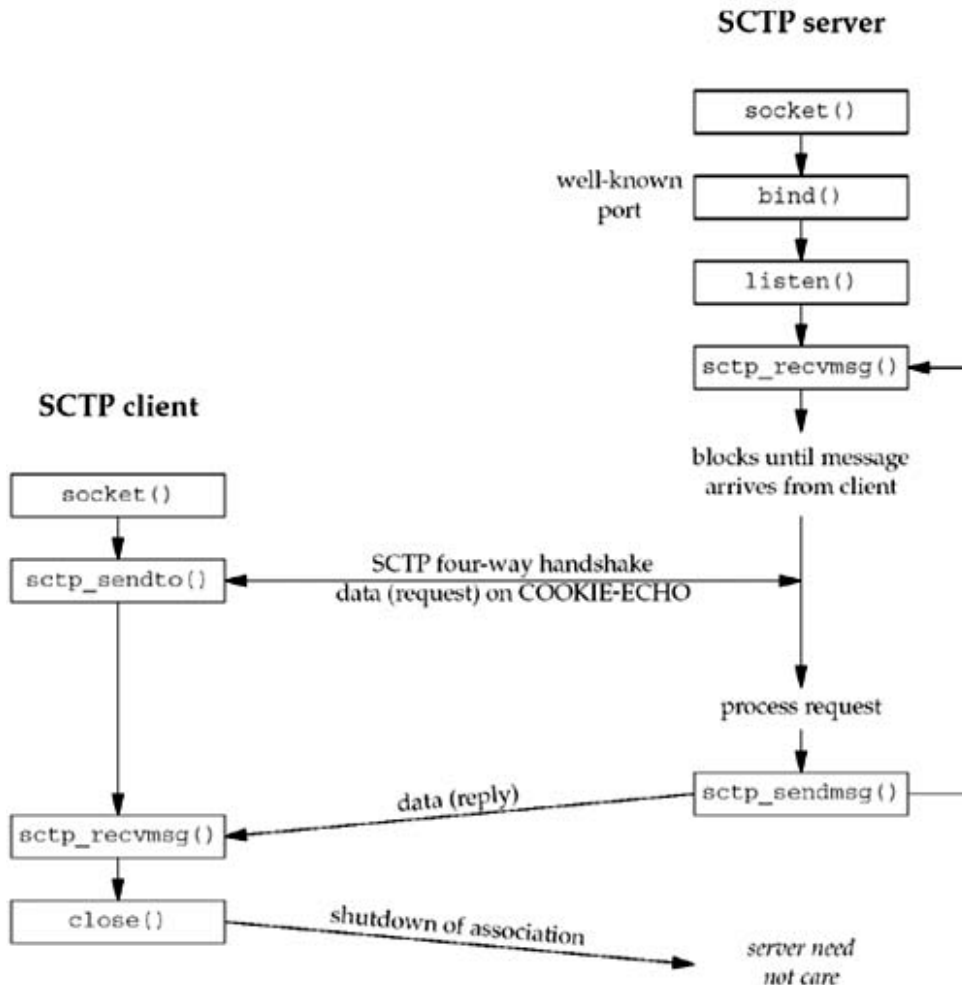 SCTP server
socket()
well-known
port
bind()
listen()
sctp_recvmsg()
blocks until message
arrives from client
SCTP client
socket()
sctp_sendto()
SCTP four-way handshake
data (request) on COOKIE-ECHO
process request
sctp_sendmsg()
data (reply)
sctp_recvmsg()
close()
shutdown of association
server need
not care